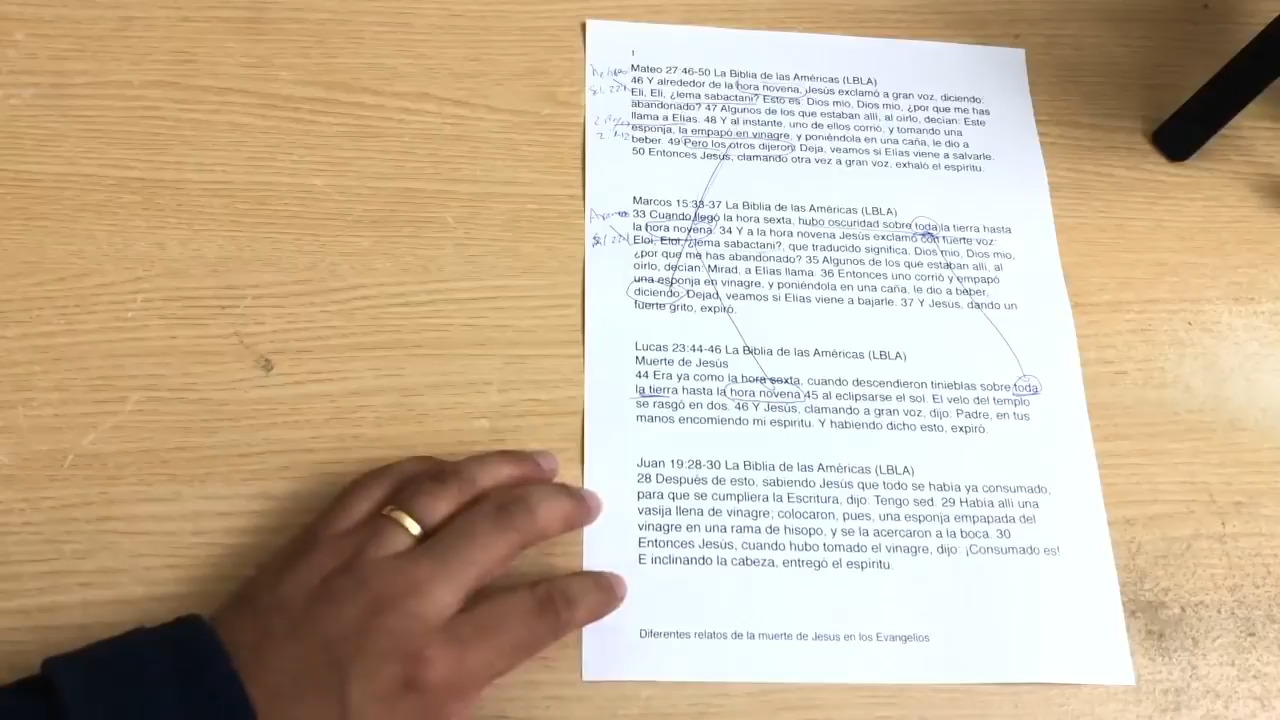 1
Mateo 27:46-50 La Biblia de las Américas (LBLA)
46 Y alrededor de la hora novena, Jesús exclamó a gran voz, diciendo:
Eli, Eli, ¿lema sabactani? Esto es: Dios mío, Dios mío, ¿por qué me has
abandonado? 47 Algunos de los que estaban allí, al oírlo, decían: Este
llama a Elías. 48 Y al instante, uno de ellos corrió, y tomando una
esponja, la empapó en vinagre, y poniéndola en una caña, le dio a
beber. 49 Pero los otros dijeron: Deja, veamos si Elías viene a salvarle.
50 Entonces Jesús, clamando otra vez a gran voz, exhaló el espíritu.
Marcos 15:33-37 La Biblia de las Américas (LBLA)
33 Cuando llegó la hora sexta, hubo oscuridad sobre toda la tierra hasta
la hora novena. 34 Y a la hora novena Jesús exclamó con fuerte voz:
Eloi, Eloi, ¿lema sabactani?, que traducido significa, Dios mío, Dios mío,
¿por qué me has abandonado? 35 Algunos de los que estaban allí, al
oírlo, decían: Mirad, a Elías llama. 36 Entonces uno corrió y empapó
una esponja en vinagre, y poniéndola en una caña, le dio a beber,
diciendo: Dejad, veamos si Elías viene a bajarle. 37 Y Jesús, dando un
fuerte grito, expiró.
Lucas 23:44-46 La Biblia de las Américas (LBLA)
Muerte de Jesús
44 Era ya como la hora sexta, cuando descendieron tinieblas sobre toda
la tierra hasta la hora novena 45 al eclipsarse el sol. El velo del templo
se rasgó en dos. 46 Y Jesús, clamando a gran voz, dijo: Padre, en tus
manos encomiendo mi espíritu. Y habiendo dicho esto, expiró.
Juan 19:28-30 La Biblia de las Américas (LBLA)
28 Después de esto, sabiendo Jesús que todo se había ya consumado,
para que se cumpliera la Escritura, dijo: Tengo sed. 29 Había allí una
vasija llena de vinagre; colocaron, pues, una esponja empapada del
vinagre en una rama de hisopo, y se la acercaron a la boca. 30
Entonces Jesús, cuando hubo tomado el vinagre, dijo: ¡Consumado es!
E inclinando la cabeza, entregó el espíritu.
Diferentes relatos de la muerte de Jesus en los Evangelios